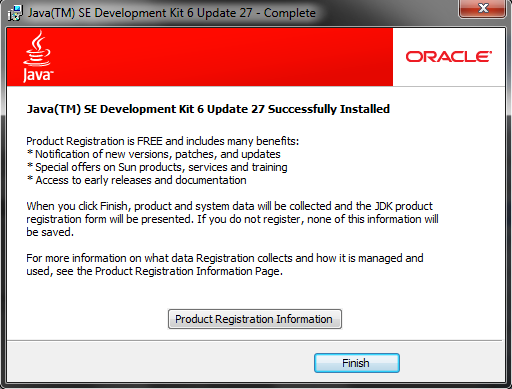 Java(TM) SE Development Kit 6 Update 27 - Complete
Java™
ORACLE®
Java(TM) SE Development Kit 6 Update 27 Successfully Installed
Product Registration is FREE and includes many benefits:
* Notification of new versions, patches, and updates
* Special offers on Sun products, services and training
* Access to early releases and documentation
When you click Finish, product and system data will be collected and the JDK product
registration form will be presented. If you do not register, none of this information will
be saved.
For more information on what data Registration collects and how it is managed and
used, see the Product Registration Information Page.
Product Registration Information
Finish